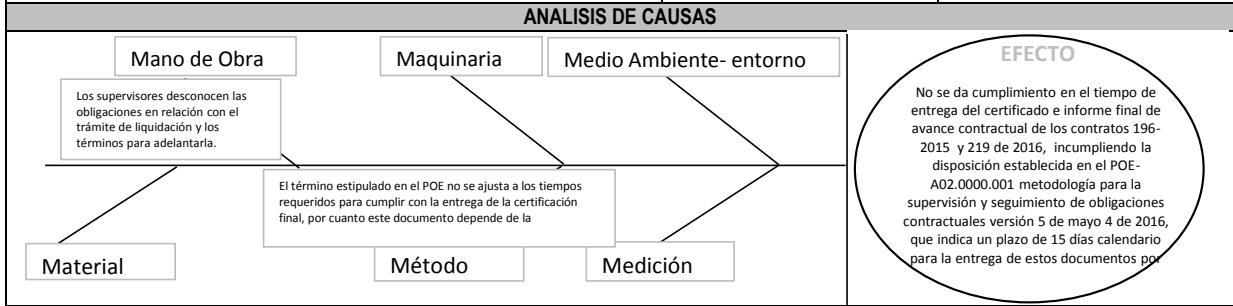 ANALISIS DE CAUSAS
Mano de Obra
Maquinaria
Medio Ambiente- entorno
Los supervisores desconocen las
obligaciones en relación con el
trámite de liquidación y los
términos para adelantarla.
El término estipulado en el POE no se ajusta a los tiempos
requeridos para cumplir con la entrega de la certificación
final, por cuanto este documento depende de la
Material
Método
Medición
EFECTO
No se da cumplimiento en el tiempo de
entrega del certificado e informe final de
avance contractual de los contratos 196-
2015 y 219 de 2016, incumpliendo la
disposición establecida en el POE-
A02.0000.001 metodología para la
supervisión y seguimiento de obligaciones
contractuales versión 5 de mayo 4 de 2016,
que indica un plazo de 15 días calendario
para la entrega de estos documentos por